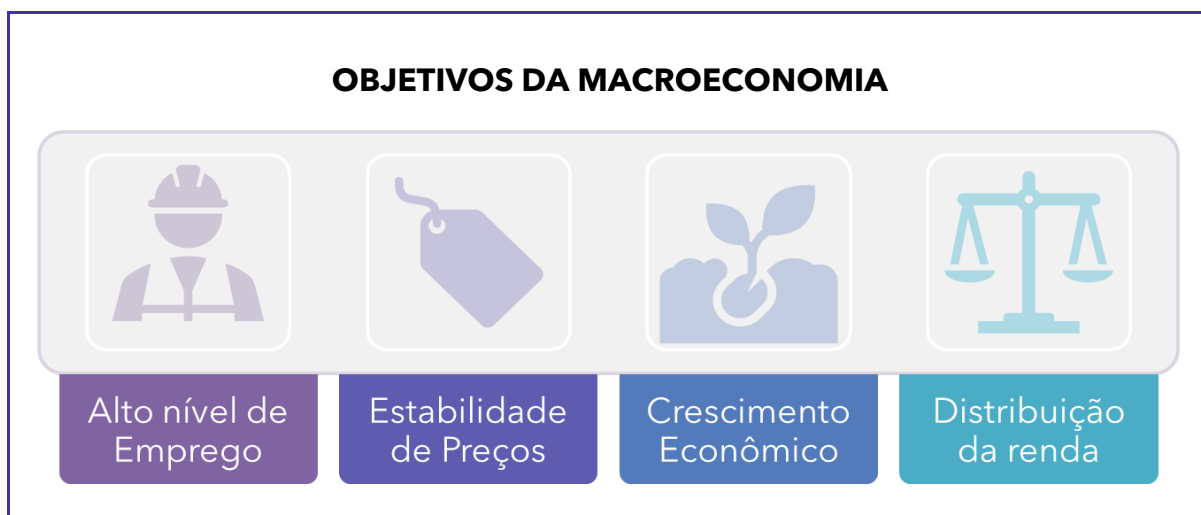 OBJETIVOS DA MACROECONOMIA
Alto nível de
Emprego
Estabilidade
de Preços
Crescimento
Econômico
Distribuição
da renda